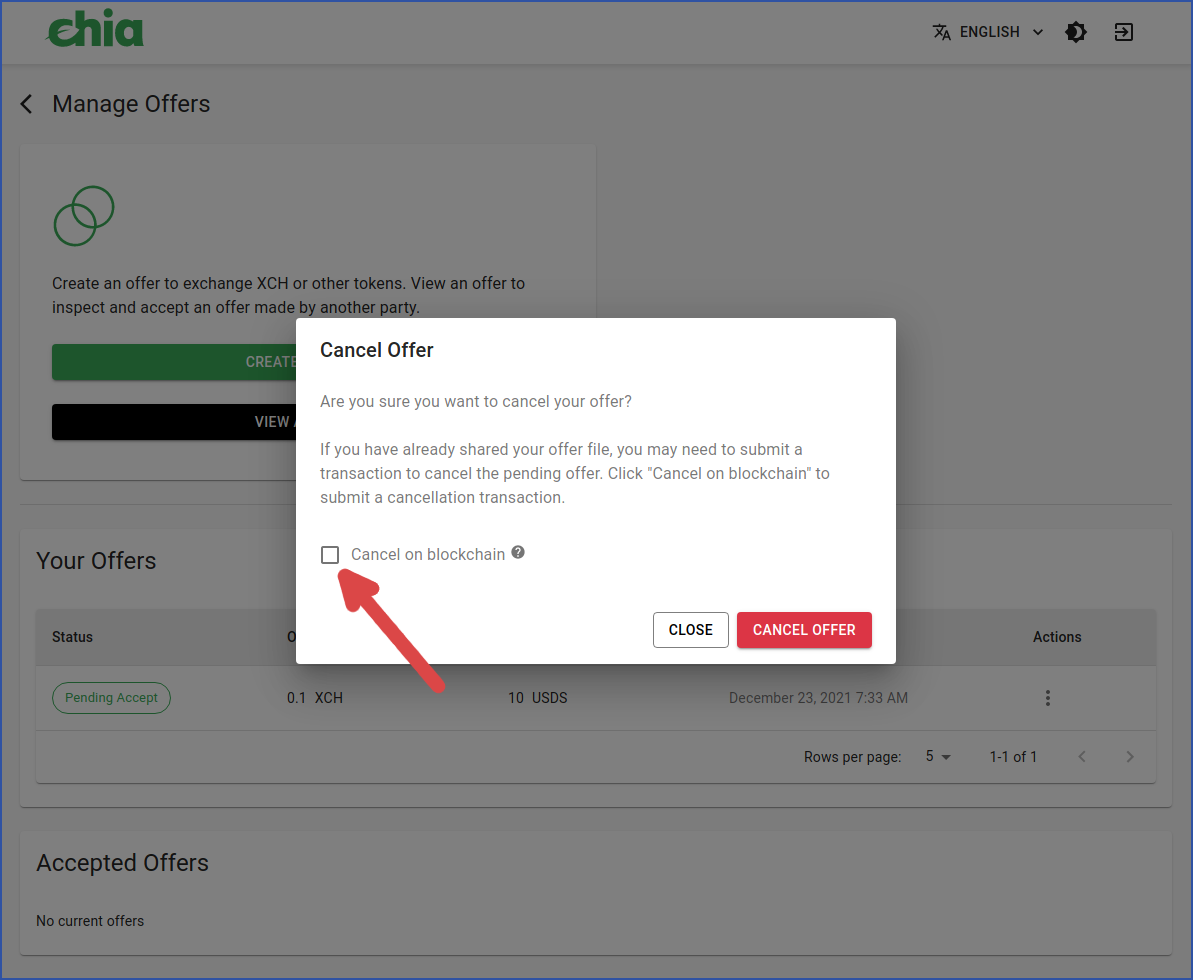 chia
ENGLISH
Manage Offers
Create an offer to exchange XCH or other tokens. View an offer to
inspect and accept an offer made by another party.
CREATE
VIEW
Cancel Offer
Are you sure you want to cancel your offer?
If you have already shared your offer file, you may need to submit a
transaction to cancel the pending offer. Click "Cancel on blockchain" to
submit a cancellation transaction.
Cancel on blockchain ?
CLOSE CANCEL OFFER
Your Offers
Status Actions
Pending Accept 0.1 XCH 10 USDS December 23, 2021 7:33 AM
Rows per page: 5 1-1 of 1
Accepted Offers
No current offers